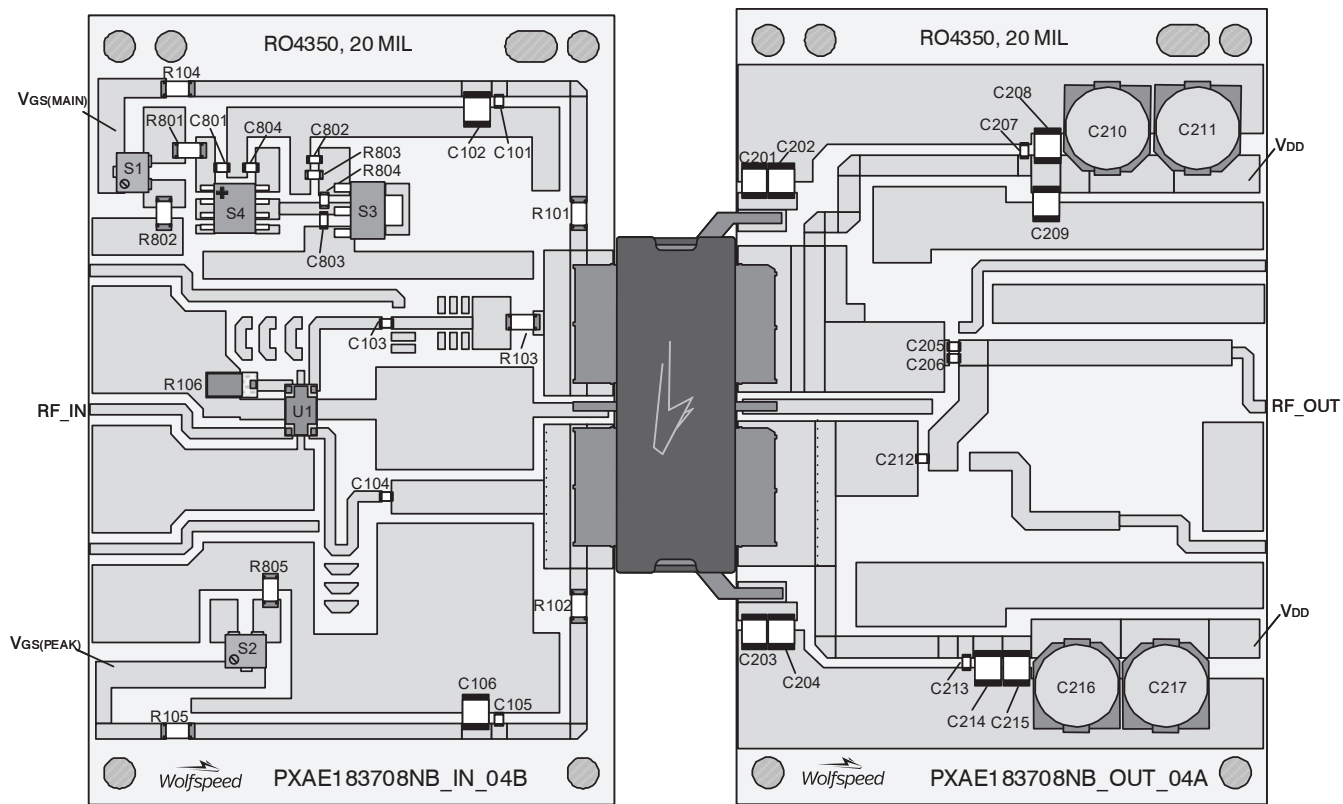 RO4350, 20 MIL
R104
VGS(MAIN)
R801
C801
C804
C802
R803
R804
C102
C101
S1
S4
S3
R802
C803
R101
C103
R103
R106
U1
RF_IN
C104
R805
R102
VGS(PEAK)
S2
C106
C105
R105
Wolfspeed
PXAE183708NB_IN_04B
RO4350, 20 MIL
C208
C207
C210
C211
VDD
C201
C202
C209
C205
C206
RF_OUT
C212
VDD
C203
C204
C213
C214
C215
C216
C217
Wolfspeed
PXAE183708NB_OUT_04A